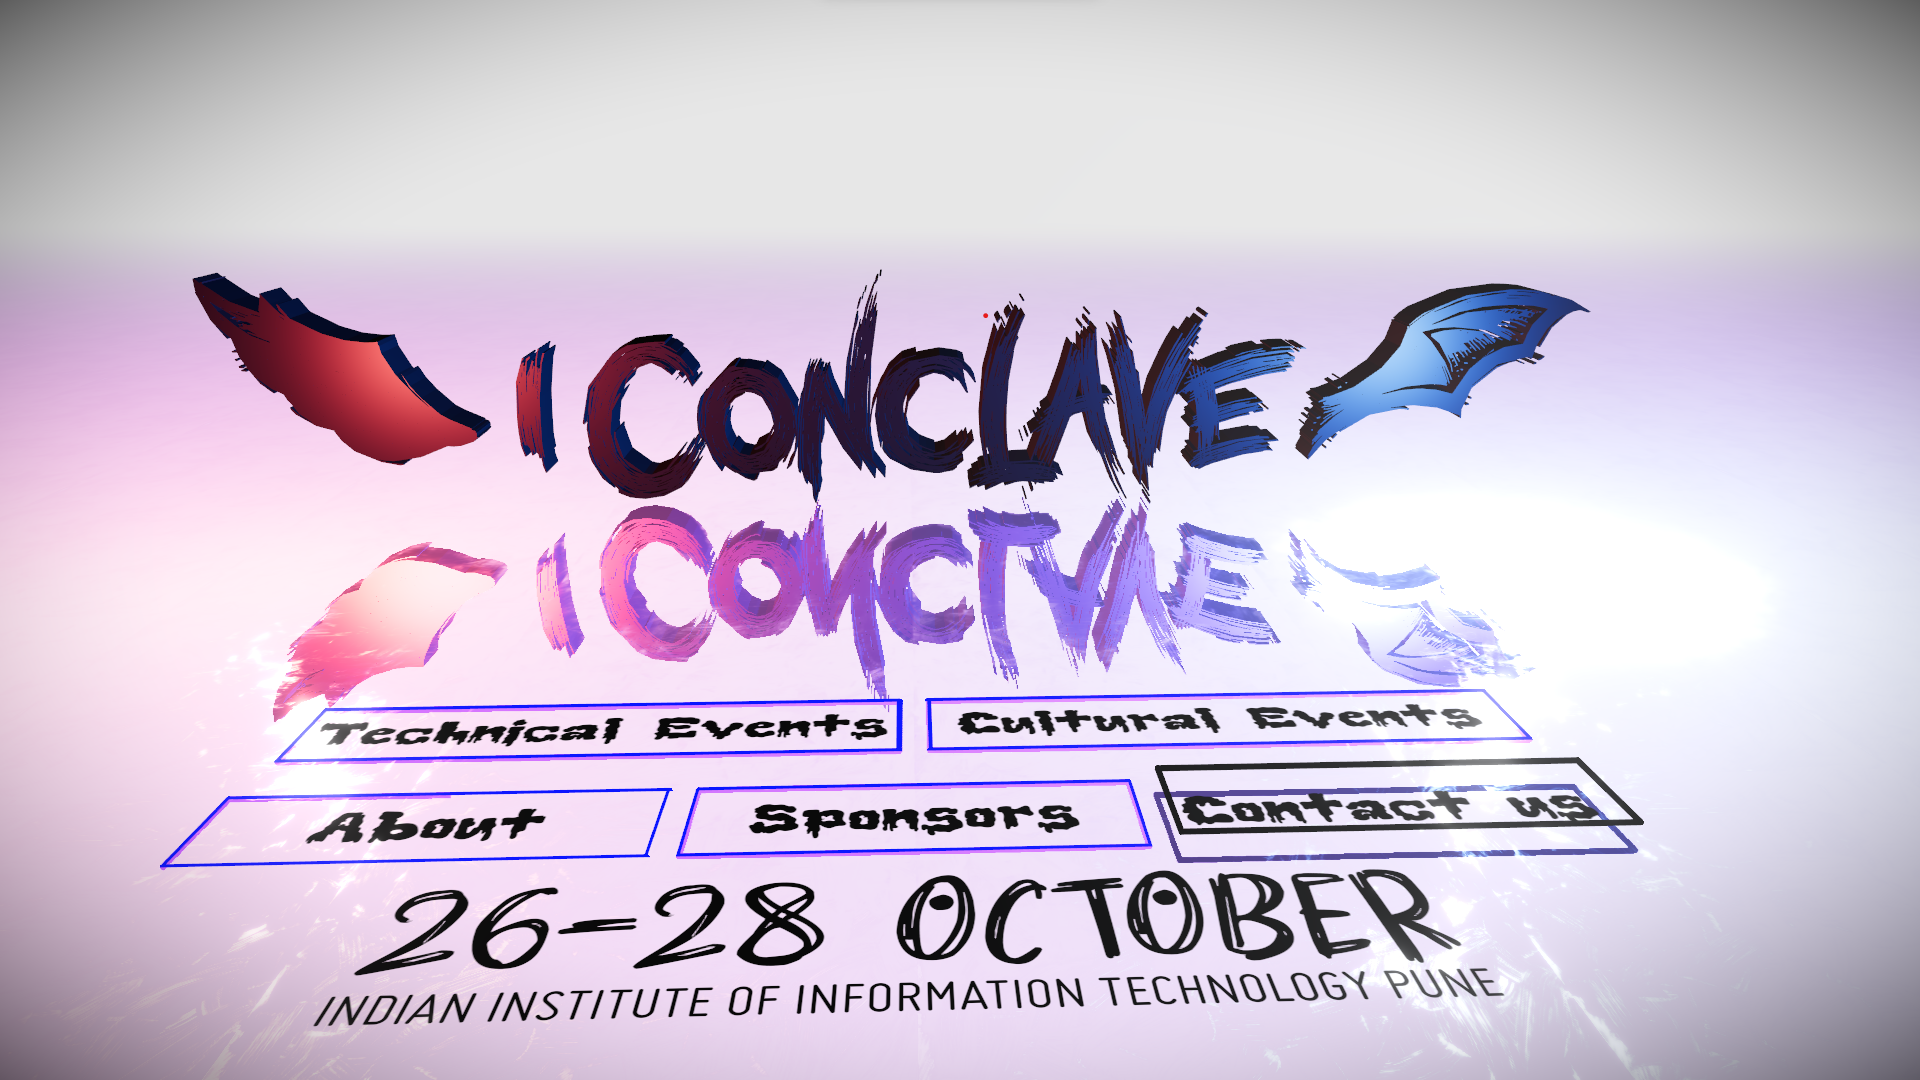 I CONCLAVE
Technical Events Cultural Events
About Sponsors Contact us
26-28 OCTOBER
INDIAN INSTITUTE OF INFORMATION TECHNOLOGY PUNE